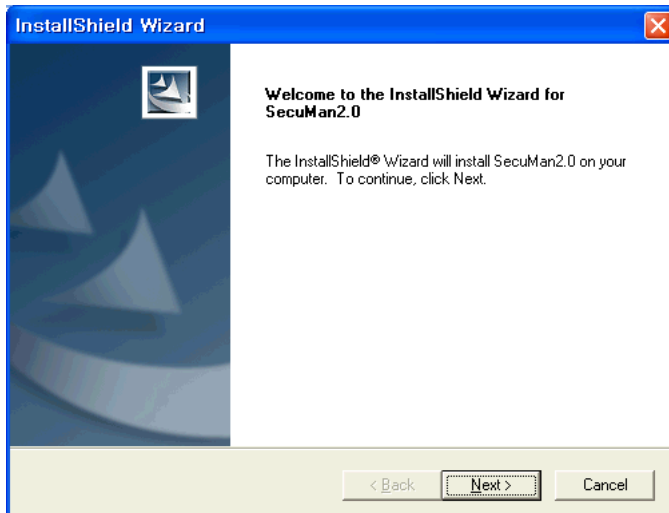 InstallShield Wizard
Welcome to the InstallShield Wizard for
SecuMan2.0
The InstallShield® Wizard will install SecuMan2.0 on your
computer. To continue, click Next.
< Back
Next >
Cancel